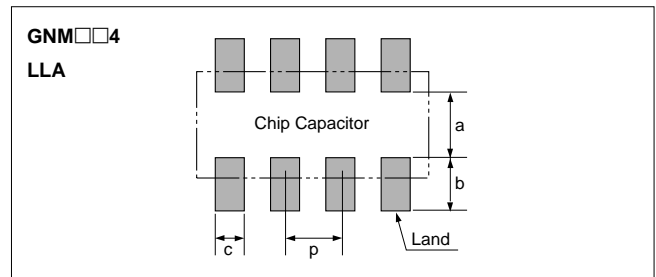 GNM□□4
LLA
Chip Capacitor
a
b
c
p
Land